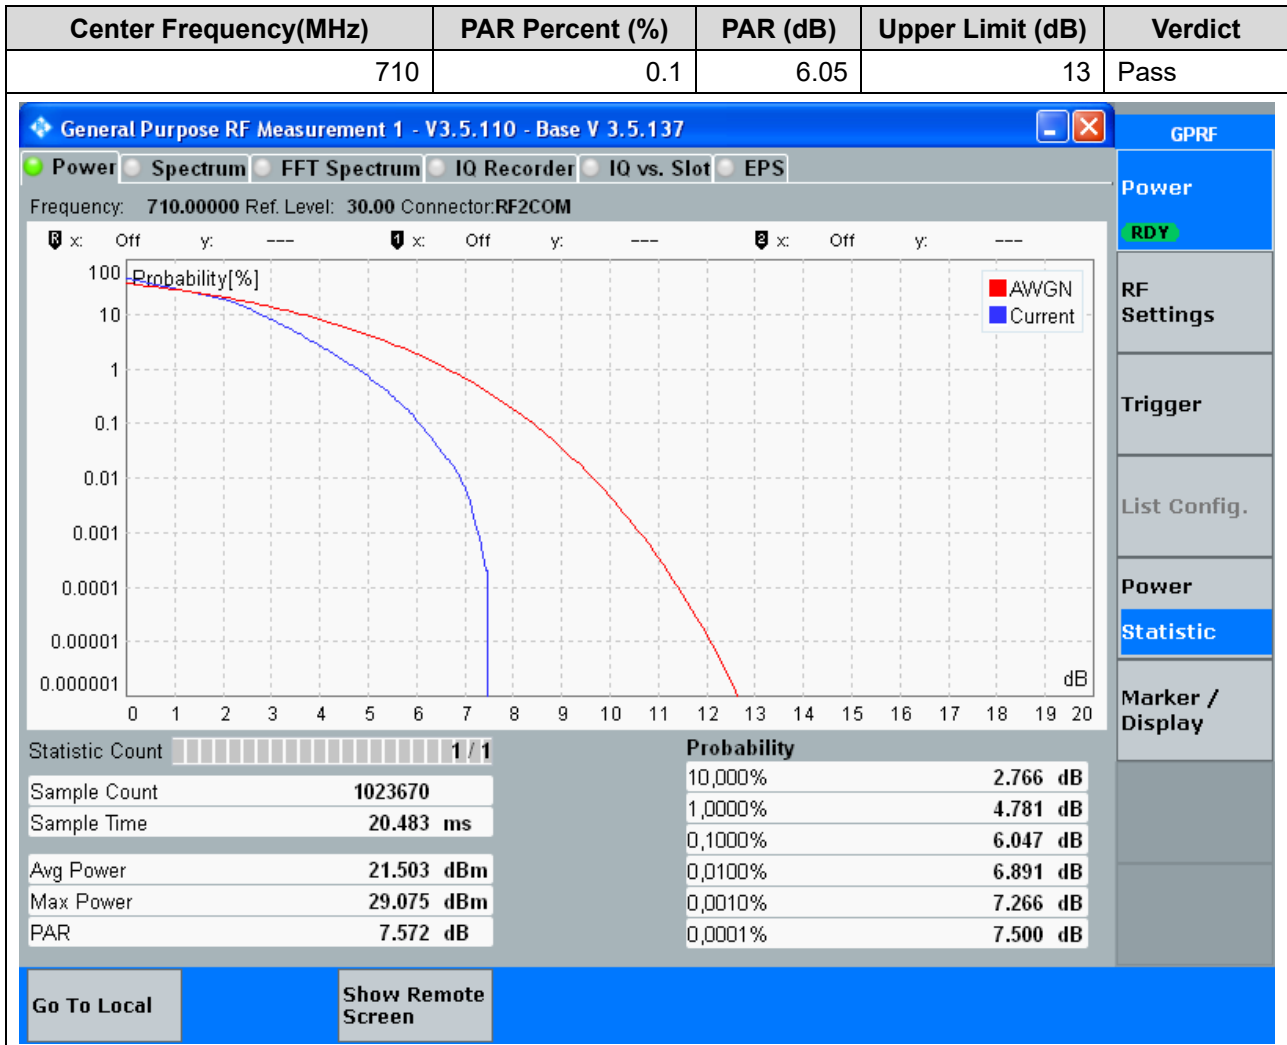 Center Frequency(MHz) PAR Percent (%) PAR (dB) Upper Limit (dB) Verdict
710 0.1 6.05 13 Pass
General Purpose RF Measurement 1 - V3.5.110 - Base V 3.5.137
GPRF
Power Spectrum FFT Spectrum IQ Recorder IQ vs. Slot EPS
Frequency: 710.00000 Ref. Level: 30.00 Connector:RF2COM
R x: Off y: --- 1 x: Off y: --- 2 x: Off y: ---
Probability[%]
100
10
1
0.1
0.01
0.001
0.0001
0.00001
0.000001
AWGN
Current
dB
0 1 2 3 4 5 6 7 8 9 10 11 12 13 14 15 16 17 18 19 20
Statistic Count 1 / 1
Sample Count 1023670
Sample Time 20.483 ms
Avg Power 21.503 dBm
Max Power 29.075 dBm
PAR 7.572 dB
Probability
10,000% 2.766 dB
1,0000% 4.781 dB
0,1000% 6.047 dB
0,0100% 6.891 dB
0,0010% 7.266 dB
0,0001% 7.500 dB
Power
RDY
RF
Settings
Trigger
List Config.
Power
Statistic
Marker /
Display
Go To Local
Show Remote
Screen